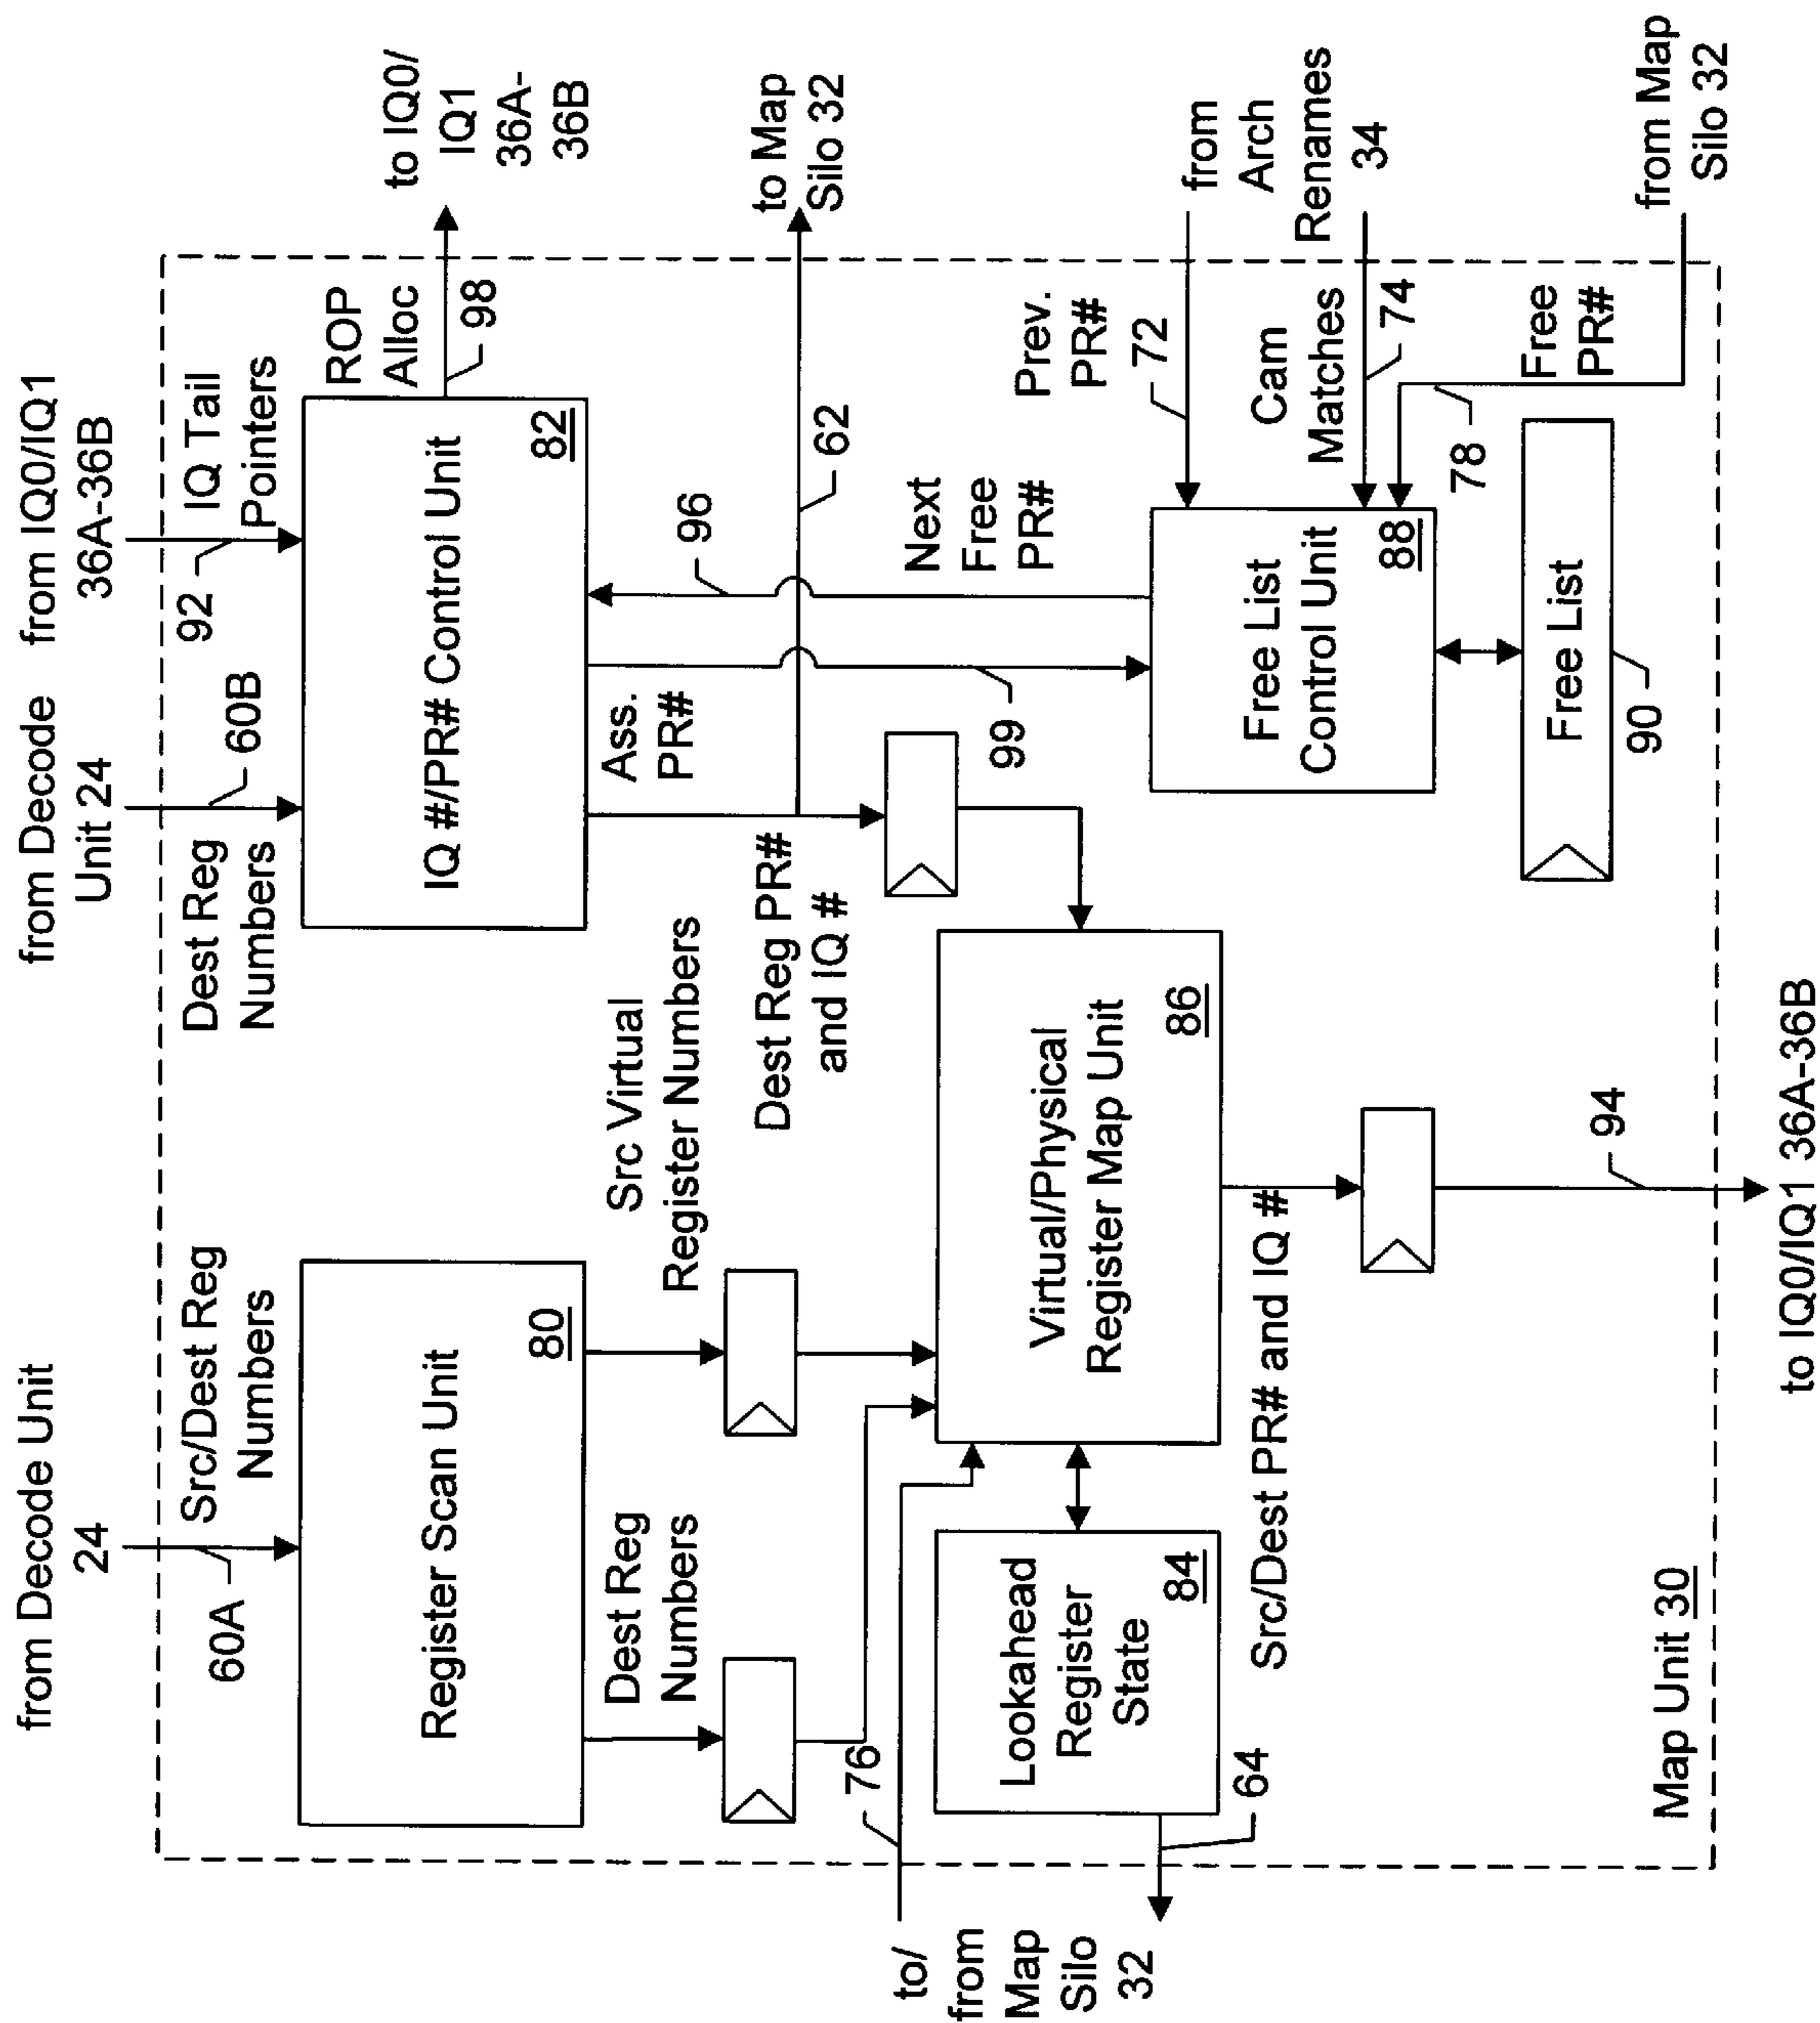 from Decode Unit
24
60A
Src/Dest Reg
Numbers
from Decode
Unit 24
Dest Reg
Numbers
60B
from IQ0/IQ1
36A-36B
92
IQ Tail
Pointers
Register Scan Unit
80
IQ #/PR# Control Unit
82
ROP
Alloc
98
to IQ0/
IQ1
36A-
36B
Dest Reg
Numbers
Src Virtual
Register Numbers
Dest Reg PR#
and IQ #
Ass.
PR#
99
96
Next
Free
PR#
62
to Map
Silo 32
76
to/
from
Map
Silo
32
64
Lookahead
Register
State
84
Virtual/Physical
Register Map Unit
86
Src/Dest PR# and IQ #
94
to IQ0/IQ1 36A-36B
Free List
Control Unit
88
Free List
90
Prev.
PR#
72
from
Arch
Renames
34
Cam
Matches
74
78
Free
PR#
from Map
Silo 32
Map Unit 30